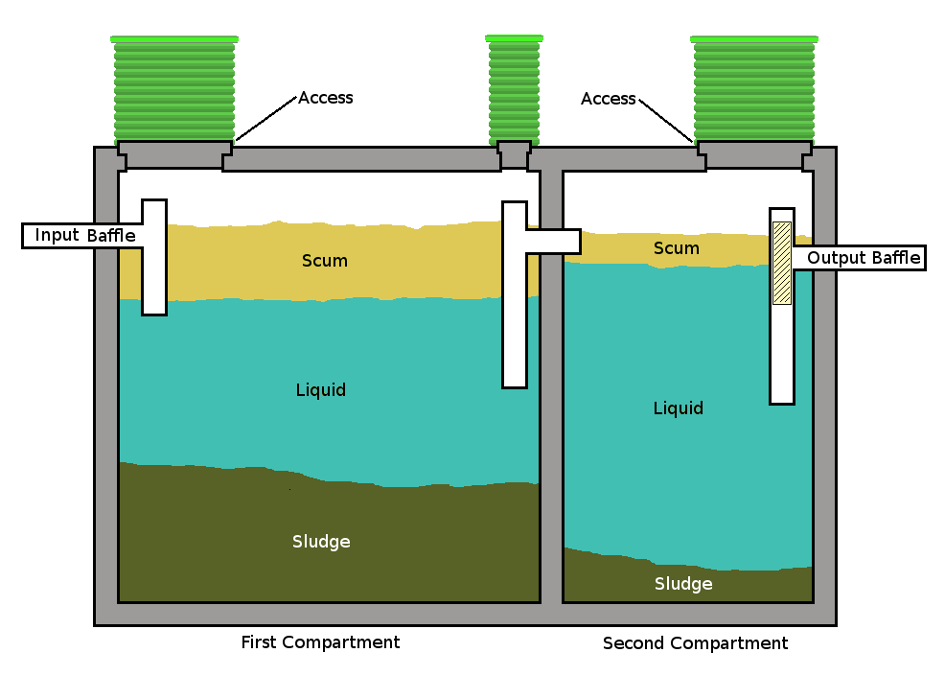 Access
Access
Input Baffle
Scum
Scum
Output Baffle
Liquid
Liquid
Sludge
Sludge
First Compartment
Second Compartment